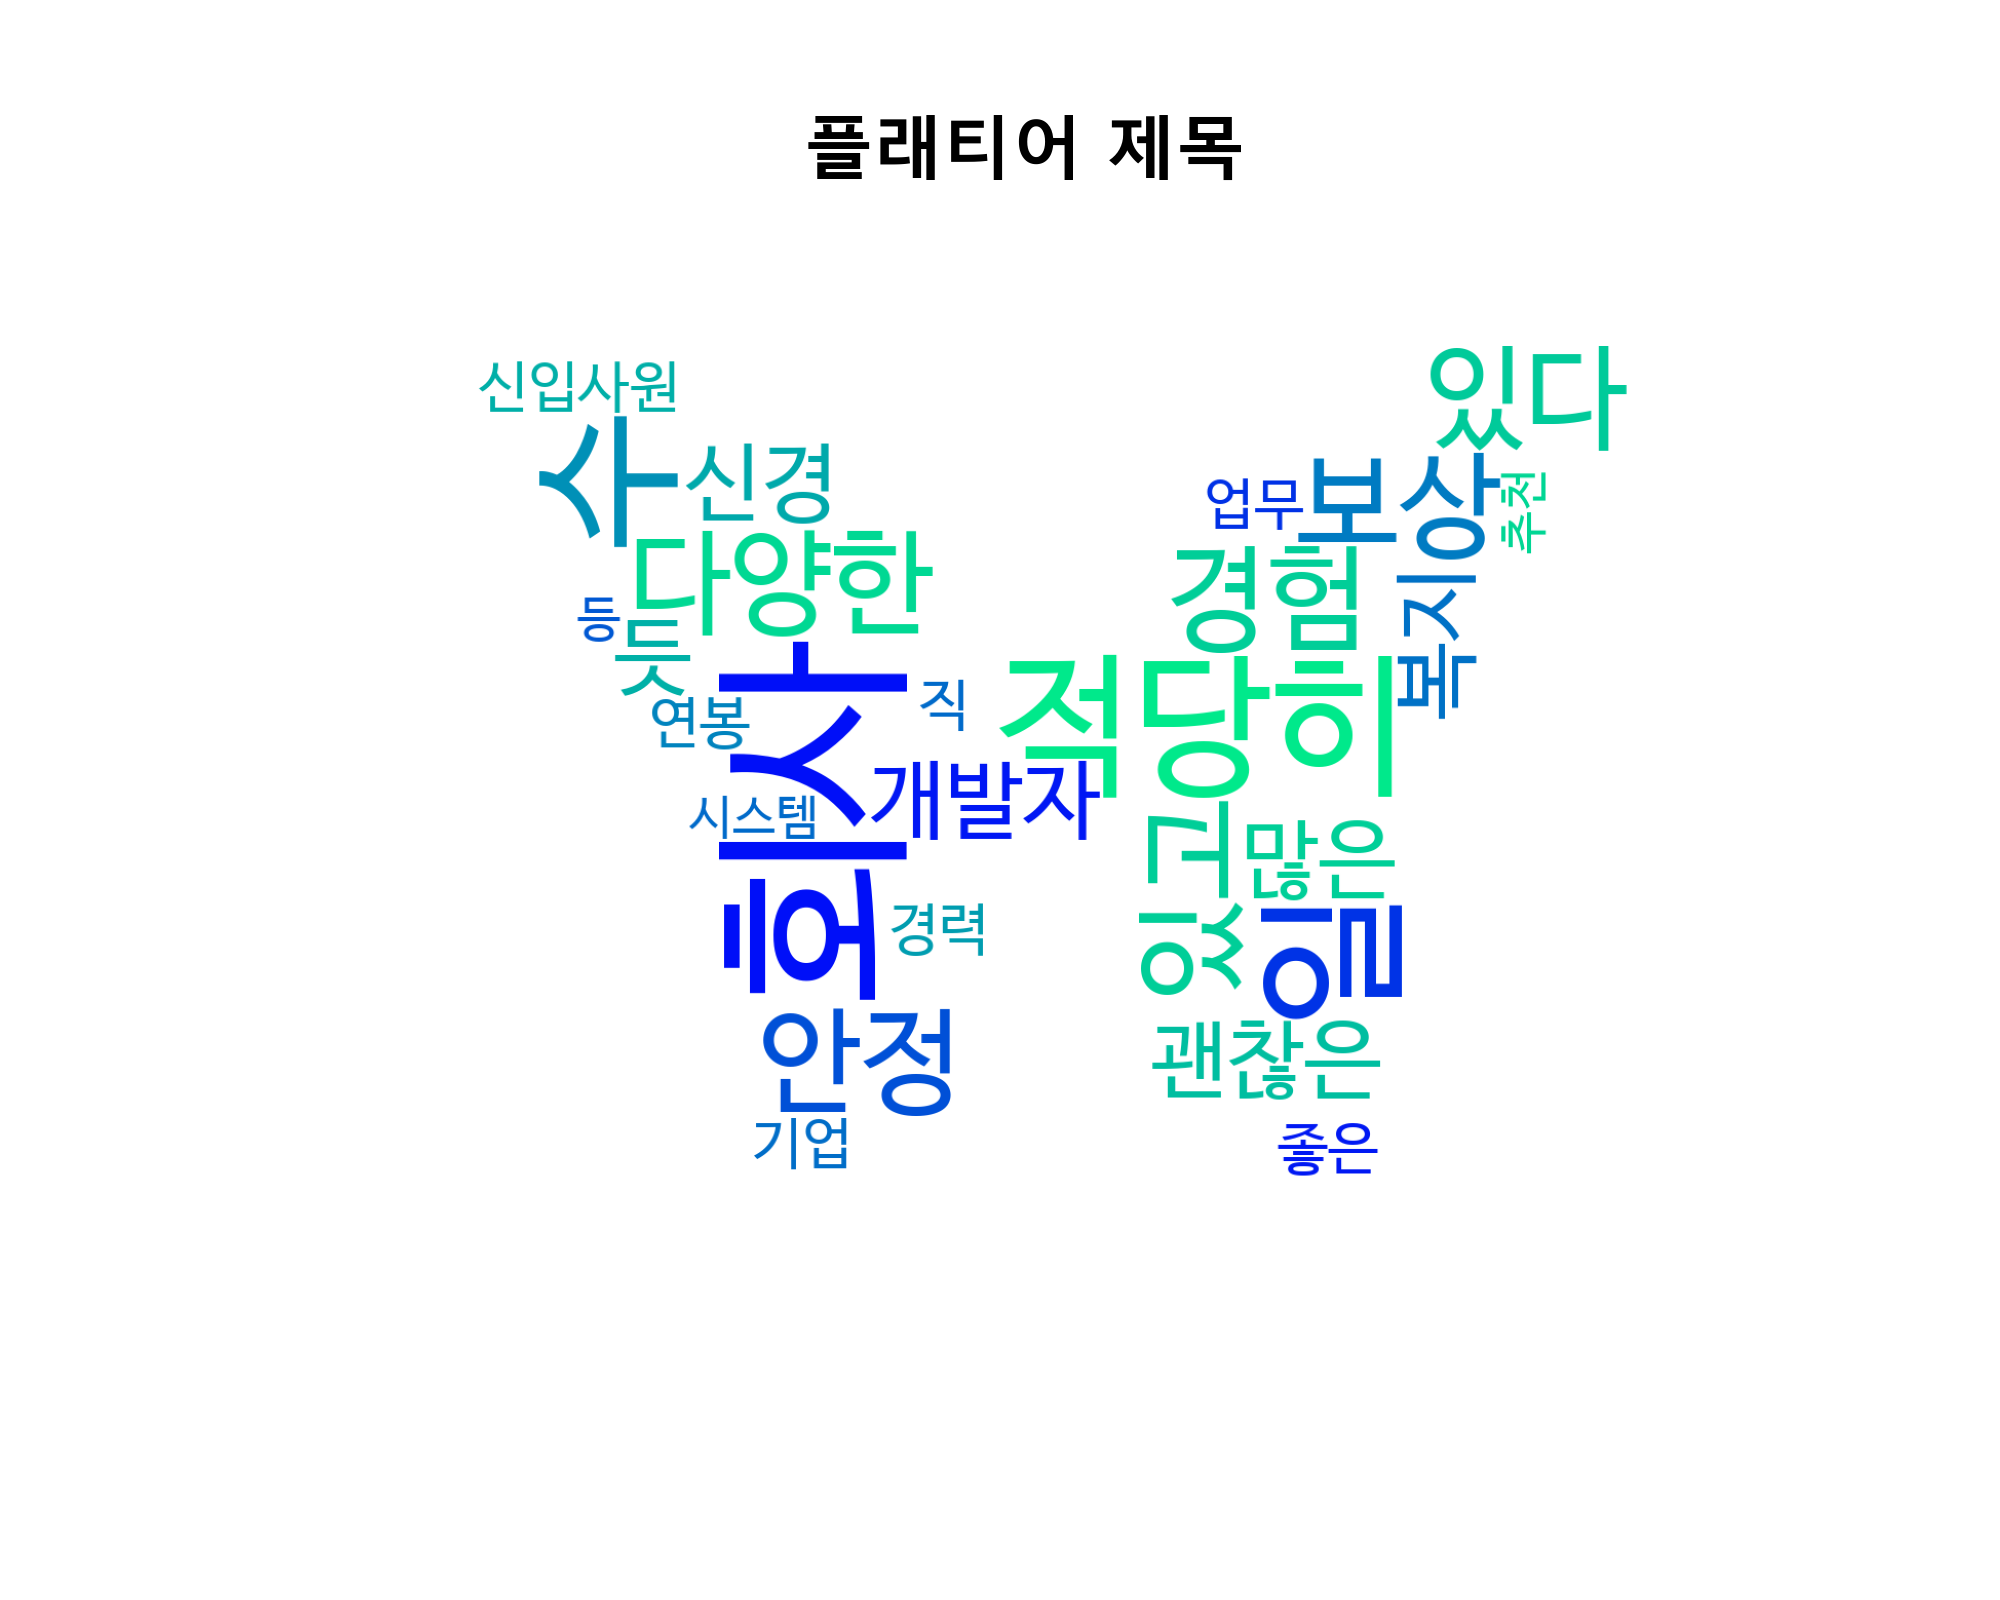 플래티어 제목
신입사원
있다
수
신경
업무
보상
추천
다양한
경험
등
듯
복지
회사
직
적당히
연봉
개발자
시스템
있고
많은
경력
일
안정
괜찮은
기업
좋은